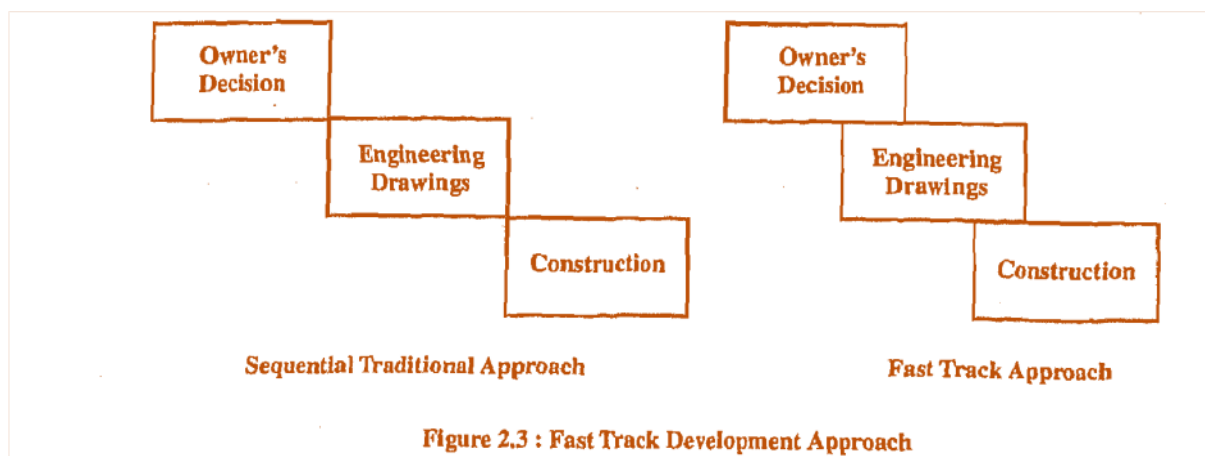 Owner's
Decision
Engineering
Drawings
Construction
Sequential Traditional Approach
Owner's
Decision
Engineering
Drawings
Construction
Fast Track Approach
Figure 2.3 : Fast Track Development Approach